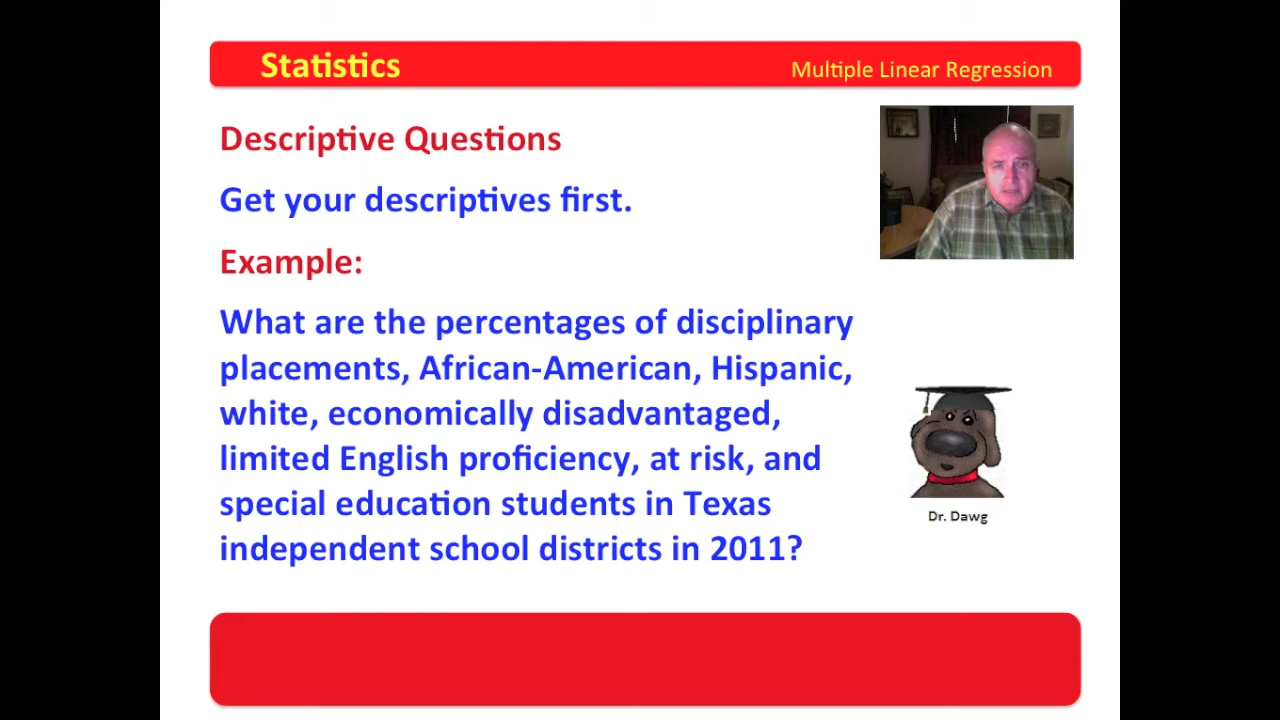 Statistics
Multiple Linear Regression
Descriptive Questions
Get your descriptives first.
Example:
What are the percentages of disciplinary
placements, African-American, Hispanic,
white, economically disadvantaged,
limited English proficiency, at risk, and
special education students in Texas
independent school districts in 2011?
Dr. Dawg